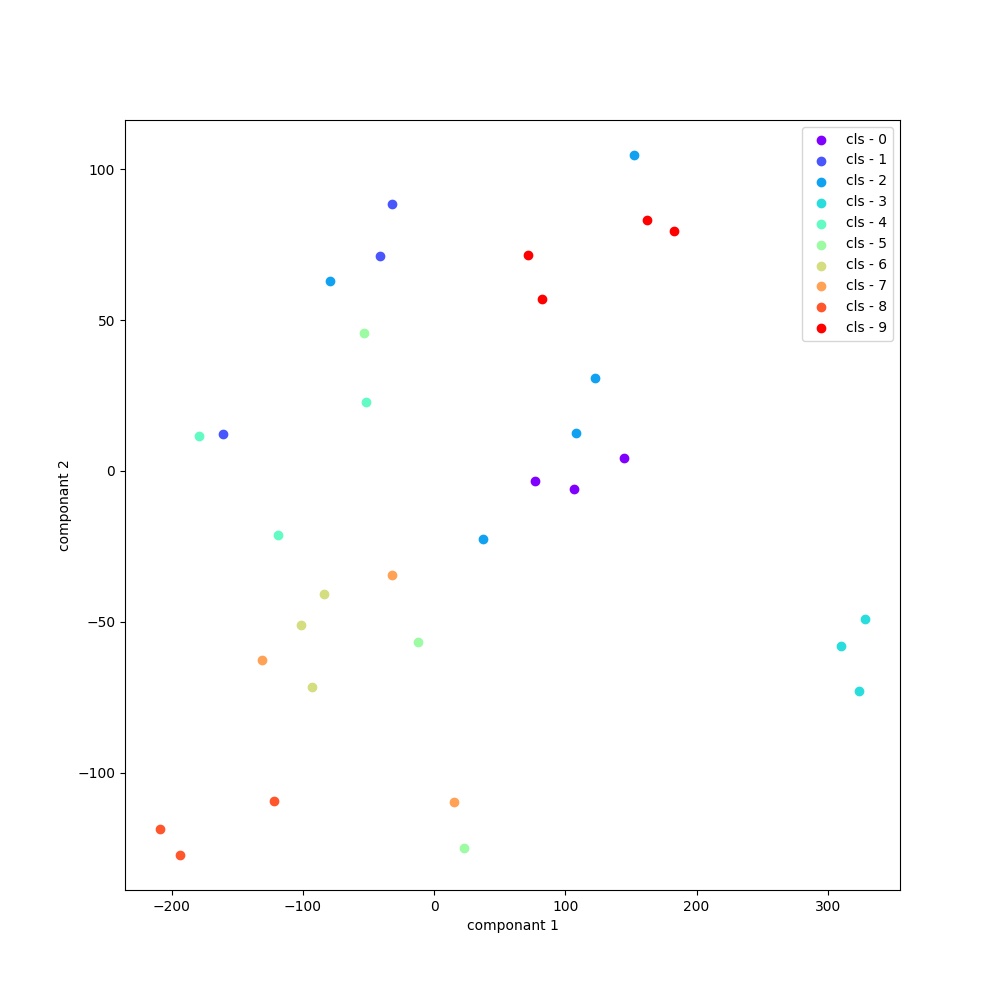 cls - 0
cls - 1
cls - 2
cls - 3
cls - 4
cls - 5
cls - 6
cls - 7
cls - 8
cls - 9
100
50
0
−50
−100
componant 2
−200 −100 0 100 200 300
componant 1